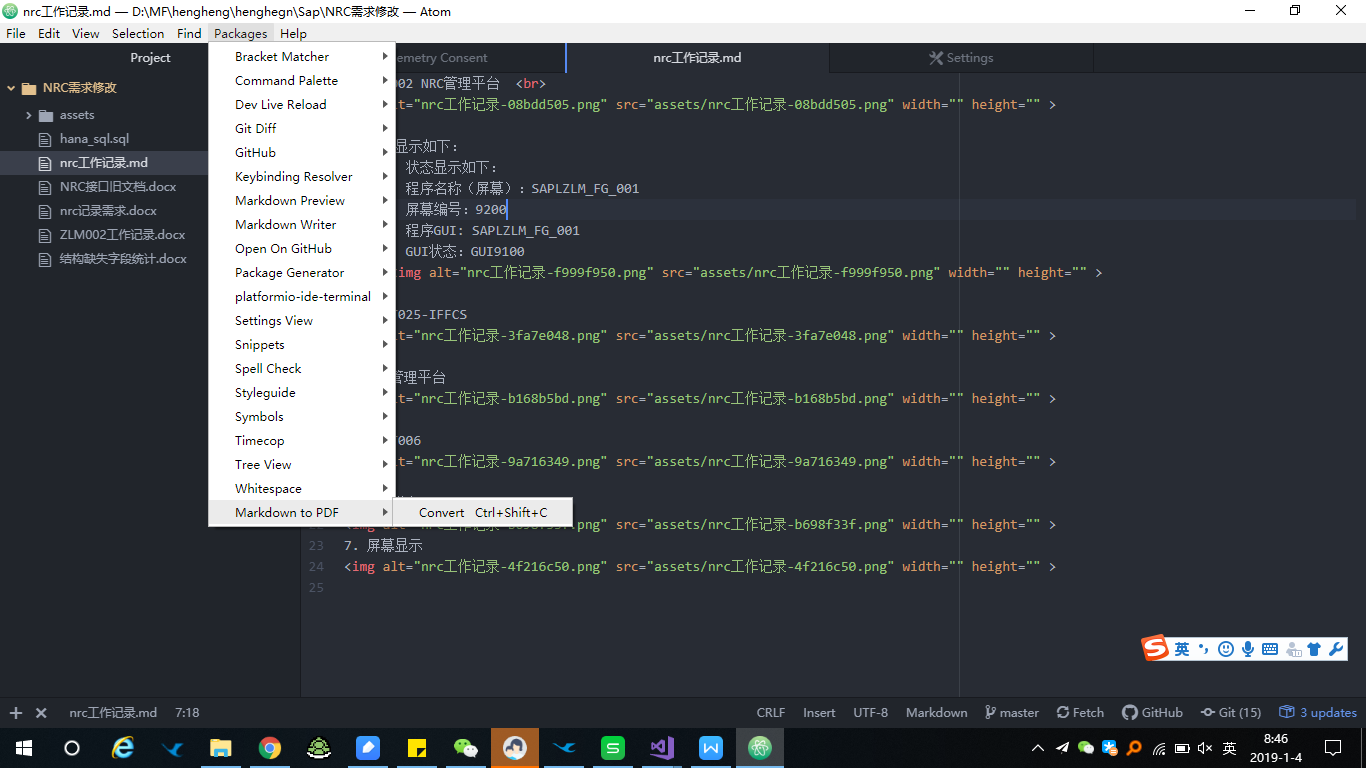 nrc工作记录.md — D:\MF\hengheng\henghegn\Sap\NRC需求修改 — Atom
File Edit View Selection Find Packages Help
Project
NRC需求修改
assets
hana_sql.sql
nrc工作记录.md
NRC接口旧文档.docx
nrc记录需求.docx
ZLM002工作记录.docx
结构缺失字段统计.docx
Bracket Matcher
Command Palette
Dev Live Reload
Git Diff
GitHub
Keybinding Resolver
Markdown Preview
Markdown Writer
Open On GitHub
Package Generator
platformio-ide-terminal
Settings View
Snippets
Spell Check
Styleguide
Symbols
Timecop
Tree View
Whitespace
Markdown to PDF
Convert Ctrl+Shift+C
emetry Consent
nrc工作记录.md
Settings
002 NRC管理平台 <br>
lt="nrc工作记录-08bdd505.png" src="assets/nrc工作记录-08bdd505.png" width="" height="" >
显示如下：
状态显示如下：
程序名称（屏幕）：SAPLZLM_FG_001
屏幕编号：9200
程序GUI：SAPLZLM_FG_001
GUI状态：GUI9100
img alt="nrc工作记录-f999f950.png" src="assets/nrc工作记录-f999f950.png" width="" height="" >
T025-IFFCS
lt="nrc工作记录-3fa7e048.png" src="assets/nrc工作记录-3fa7e048.png" width="" height="" >
管理平台
lt="nrc工作记录-b168b5bd.png" src="assets/nrc工作记录-b168b5bd.png" width="" height="" >
T006
lt="nrc工作记录-9a716349.png" src="assets/nrc工作记录-9a716349.png" width="" height="" >
<img alt="nrc工作记录-b698f33f.png" src="assets/nrc工作记录-b698f33f.png" width="" height="" >
23 7. 屏幕显示
24 <img alt="nrc工作记录-4f216c50.png" src="assets/nrc工作记录-4f216c50.png" width="" height="" >
25
英
nrc工作记录.md 7:18
CRLF Insert UTF-8 Markdown master Fetch GitHub Git (15) 3 updates
英
8:46
2019-1-4